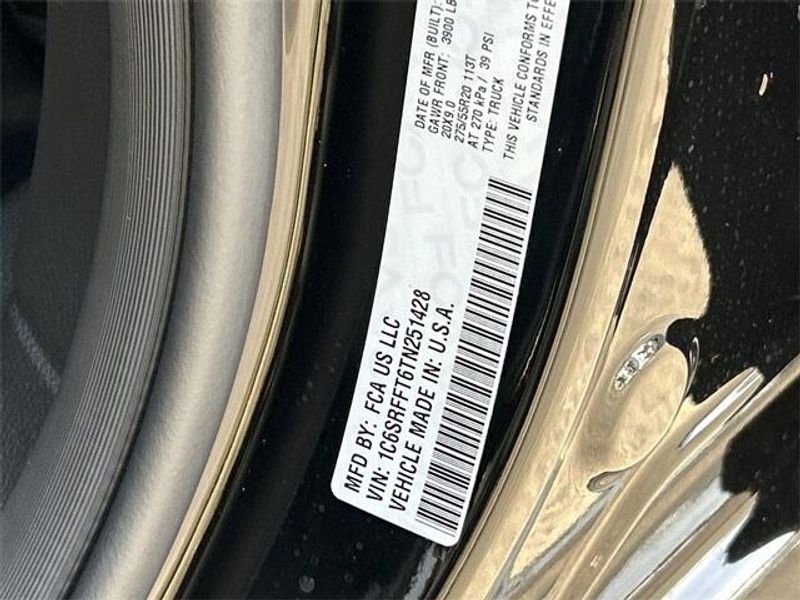 MFD BY: FCA US LLC
VIN: 1C6SRFFT6TN251428
VEHICLE MADE IN: U.S.A.
DATE OF MFR (BUILT):
GAWR FRONT: 3900 LB
20X9.0
275/55R20 113T
AT 270 kPa / 39 PSI
TYPE: TRUCK
THIS VEHICLE CONFORMS
STANDARDS IN EFFE